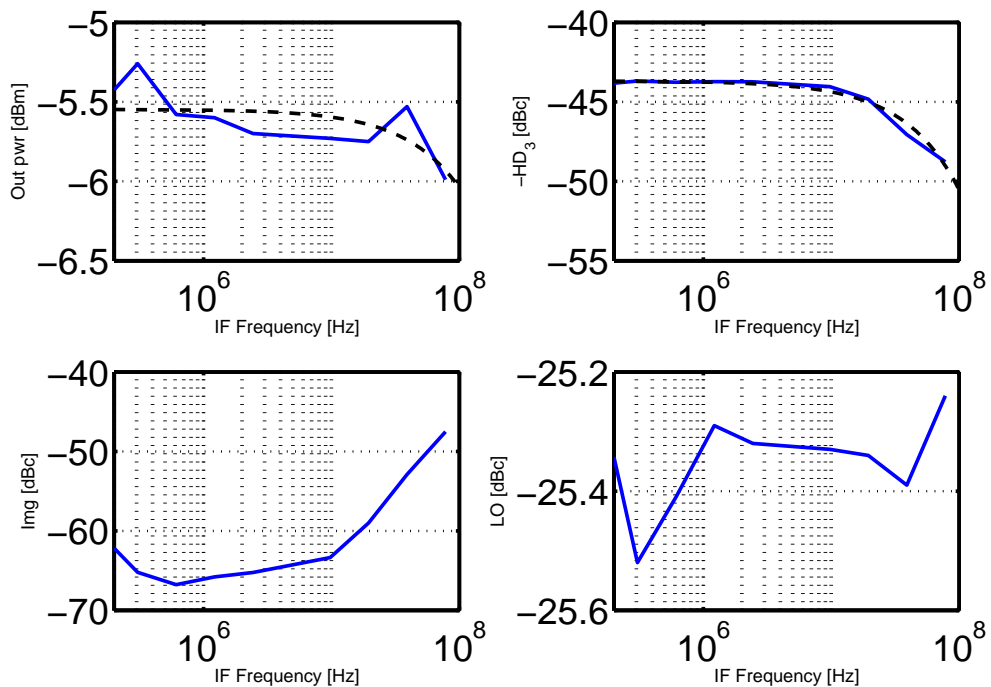 −5
−5.5
−6
−6.5
Out pwr [dBm]
10^6
10^8
IF Frequency [Hz]
−40
−45
−50
−55
−HD_3 [dBc]
10^6
10^8
IF Frequency [Hz]
−40
−50
−60
−70
Img [dBc]
10^6
10^8
IF Frequency [Hz]
−25.2
−25.4
−25.6
LO [dBc]
10^6
10^8
IF Frequency [Hz]